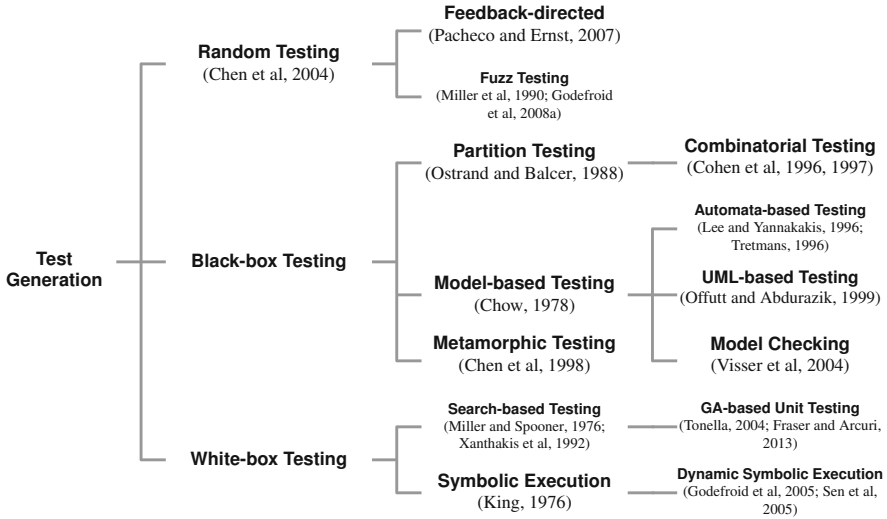 Test
Generation
Random Testing
(Chen et al, 2004)
Feedback-directed
(Pacheco and Ernst, 2007)
Fuzz Testing
(Miller et al, 1990; Godefroid
et al, 2008a)
Black-box Testing
Partition Testing
(Ostrand and Balcer, 1988)
Combinatorial Testing
(Cohen et al, 1996, 1997)
Model-based Testing
(Chow, 1978)
Automata-based Testing
(Lee and Yannakakis, 1996;
Tretmans, 1996)
UML-based Testing
(Offutt and Abdurazik, 1999)
Model Checking
(Visser et al, 2004)
Metamorphic Testing
(Chen et al, 1998)
White-box Testing
Search-based Testing
(Miller and Spooner, 1976;
Xanthakis et al, 1992)
GA-based Unit Testing
(Tonella, 2004; Fraser and Arcuri,
2013)
Symbolic Execution
(King, 1976)
Dynamic Symbolic Execution
(Godefroid et al, 2005; Sen et al,
2005)